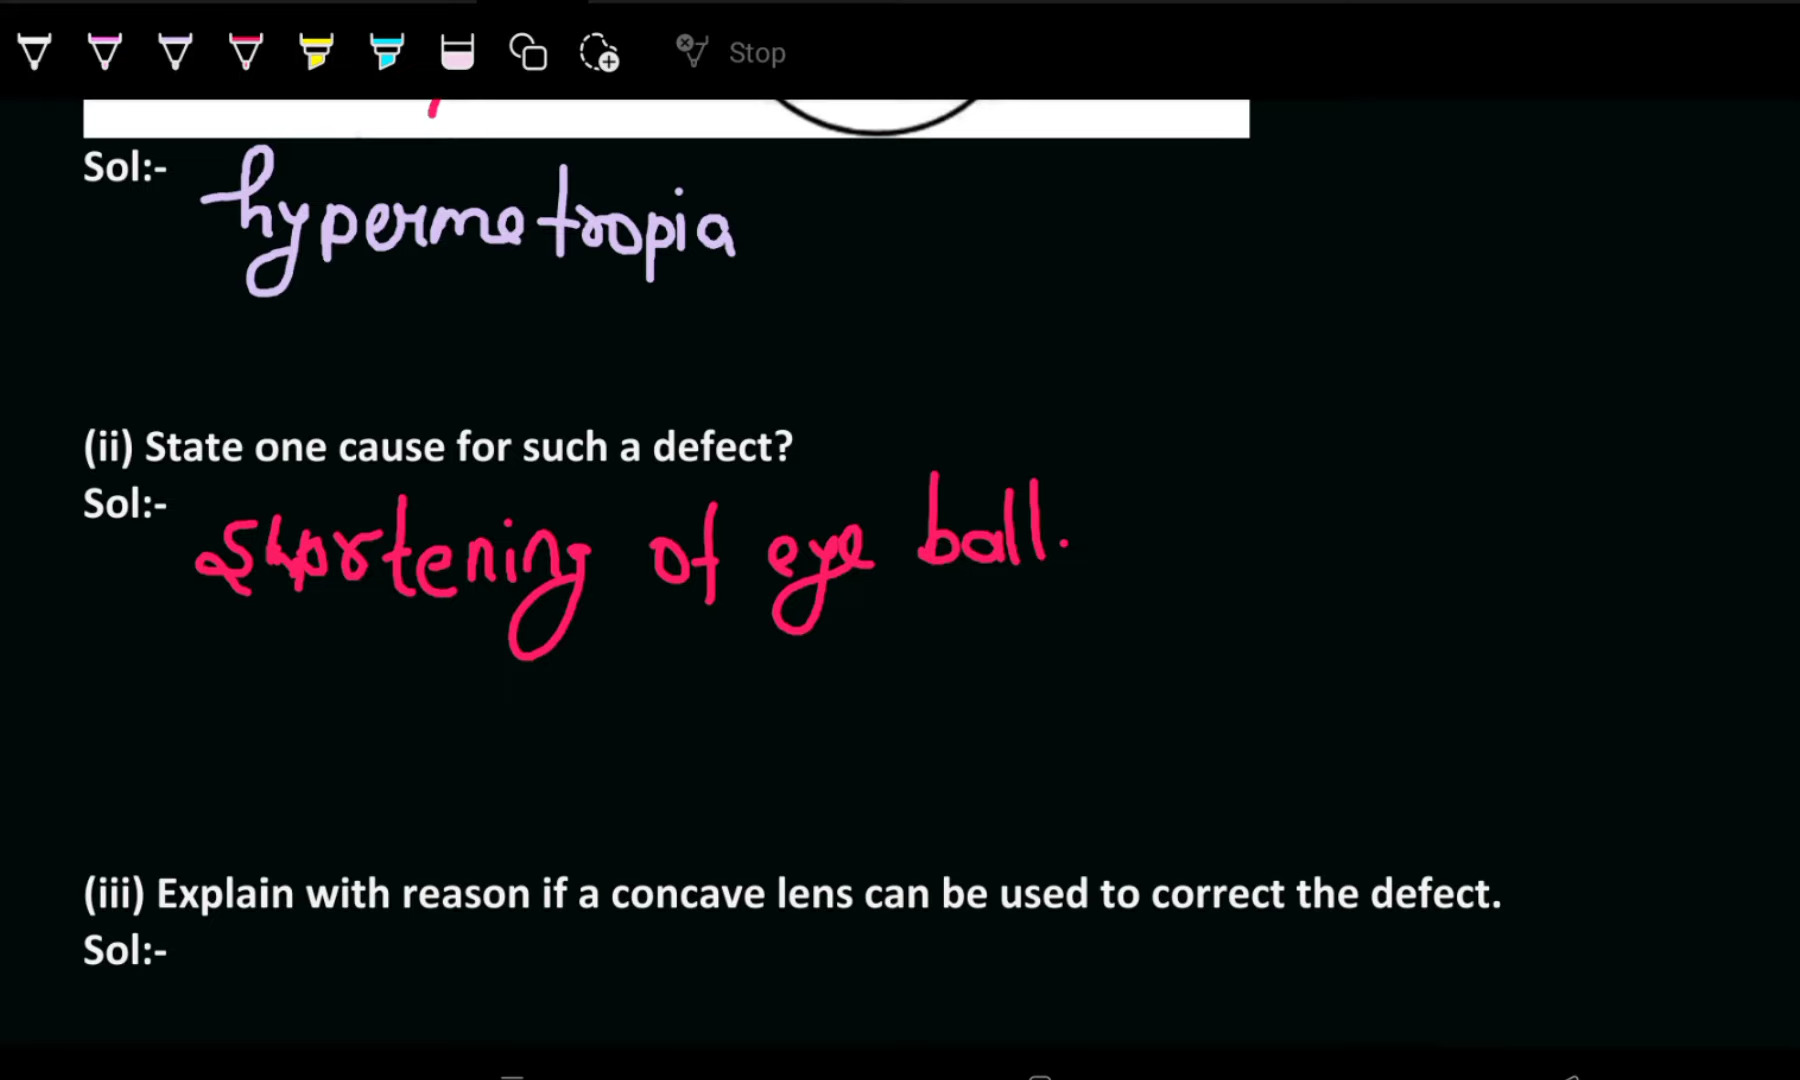 Stop
Sol:- hypermetropia
(ii) State one cause for such a defect?
Sol:- Shortening of eye ball.
(iii) Explain with reason if a concave lens can be used to correct the defect.
Sol:-